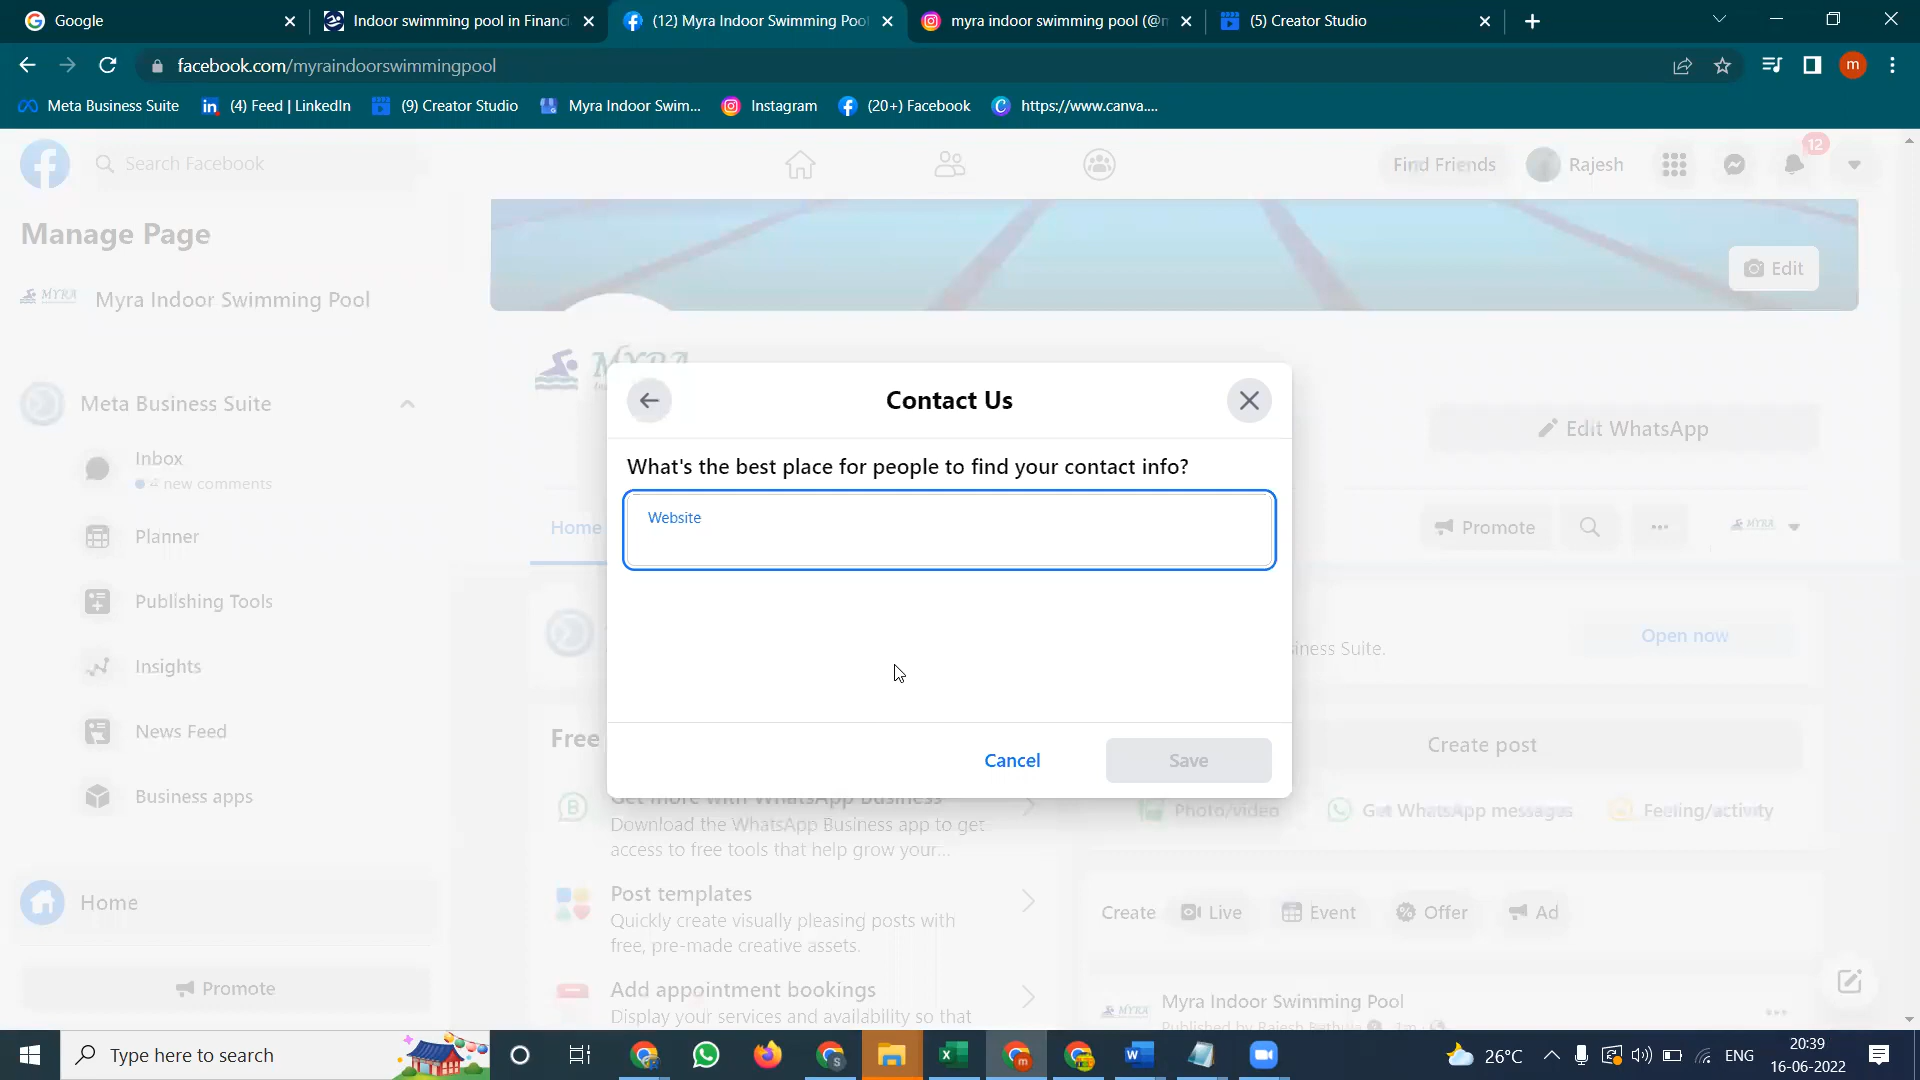 Google
Indoor swimming pool in Financi
(12) Myra Indoor Swimming Poo
myra indoor swimming pool (@m
(5) Creator Studio
facebook.com/myraindoorswimmingpool
m
Meta Business Suite
(4) Feed | LinkedIn
(9) Creator Studio
Myra Indoor Swim...
Instagram
(20+) Facebook
https://www.canva....
Search Facebook
Find Friends
Rajesh
12
Manage Page
Myra Indoor Swimming Pool
Edit
MYRA
Meta Business Suite
Contact Us
Edit WhatsApp
Inbox
4 new comments
What's the best place for people to find your contact info?
Website
Home
Promote
Planner
Publishing Tools
Open now
iness Suite.
Insights
News Feed
Free
Create post
Cancel
Save
Business apps
Get more with WhatsApp Business
Download the WhatsApp Business app to get
access to free tools that help grow your...
Photo/video
Get WhatsApp messages
Feeling/activity
Post templates
Quickly create visually pleasing posts with
free, pre-made creative assets.
Create
Live
Event
Offer
Ad
Home
Promote
Add appointment bookings
Display your services and availability so that
Myra Indoor Swimming Pool
Type here to search
26°C
ENG
20:39
16-06-2022